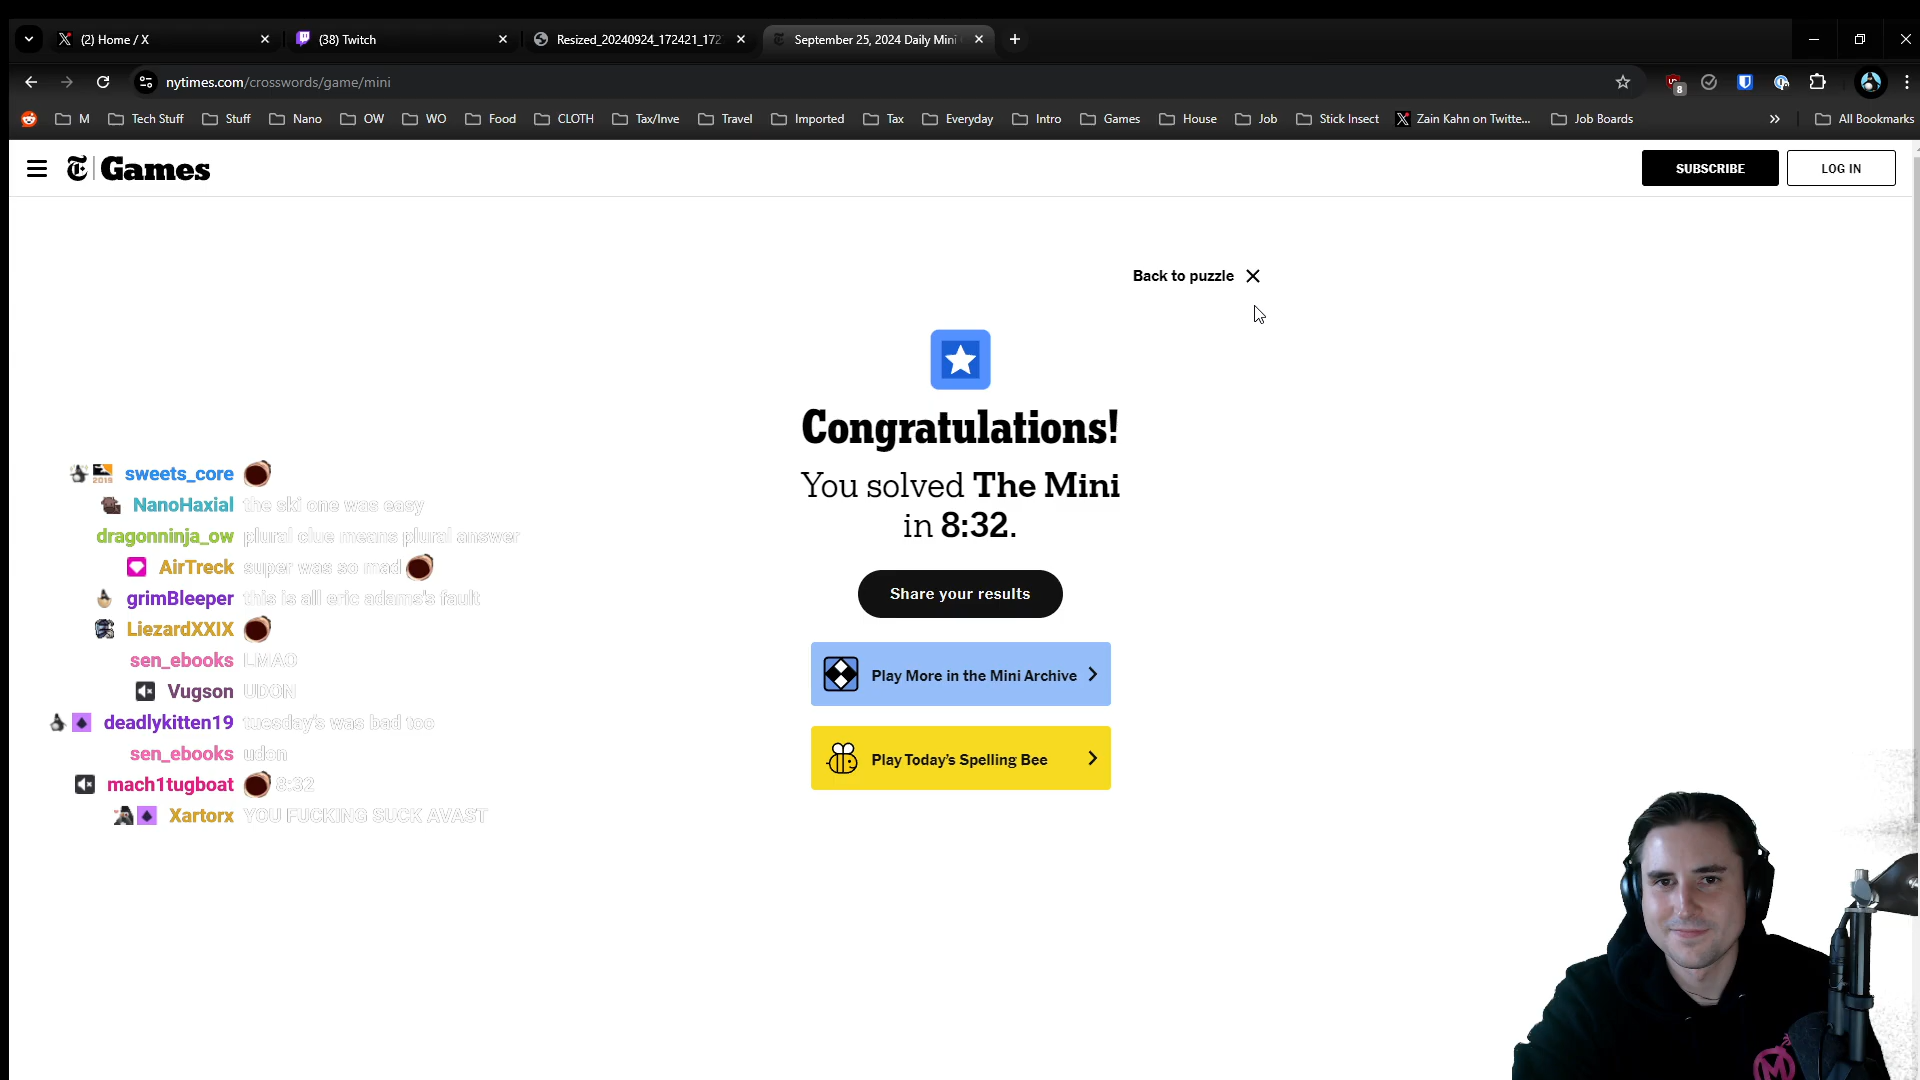 (2) Home / X
(38) Twitch
Resized_20240924_172421_172
September 25, 2024 Daily Mini
nytimes.com/crosswords/game/mini
8
M
Tech Stuff
Stuff
Nano
OW
WO
Food
CLOTH
Tax/Inve
Travel
Imported
Tax
Everyday
Intro
Games
House
Job
Stick Insect
Zain Kahn on Twitte...
Job Boards
All Bookmarks
Games
SUBSCRIBE
LOG IN
Back to puzzle
Congratulations!
You solved The Mini
in 8:32.
Share your results
Play More in the Mini Archive
Play Today's Spelling Bee
2019 sweets_core
NanoHaxial the ski one was easy
dragonninja_ow plural clue means plural answer
AirTreck super was so mad
grimBleeper this is all eric adams's fault
LiezardXXIX
sen_ebooks LMAO
Vugson UDON
deadlykitten19 tuesday's was bad too
sen_ebooks udon
mach1tugboat 8:32
Xartorx YOU FUCKING SUCK AVAST